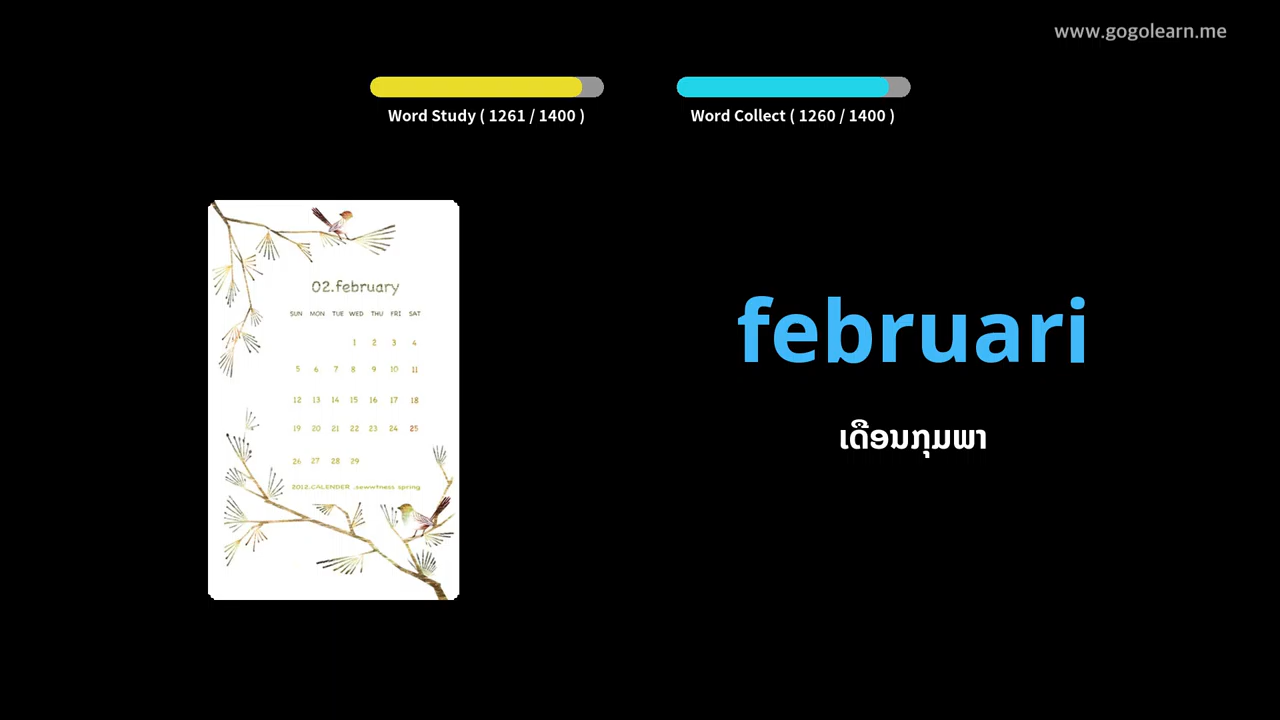 www.gogolearn.me
Word Study ( 1261 / 1400 )
Word Collect ( 1260 / 1400 )
02.february
SUN MON TUE WED THU FRI SAT
1 2 3 4
5 6 7 8 9 10 11
12 13 14 15 16 17 18
19 20 21 22 23 24 25
26 27 28 29
2012.CALENDER .sewwtness spring
februari
ເດືອນກຸມພາ